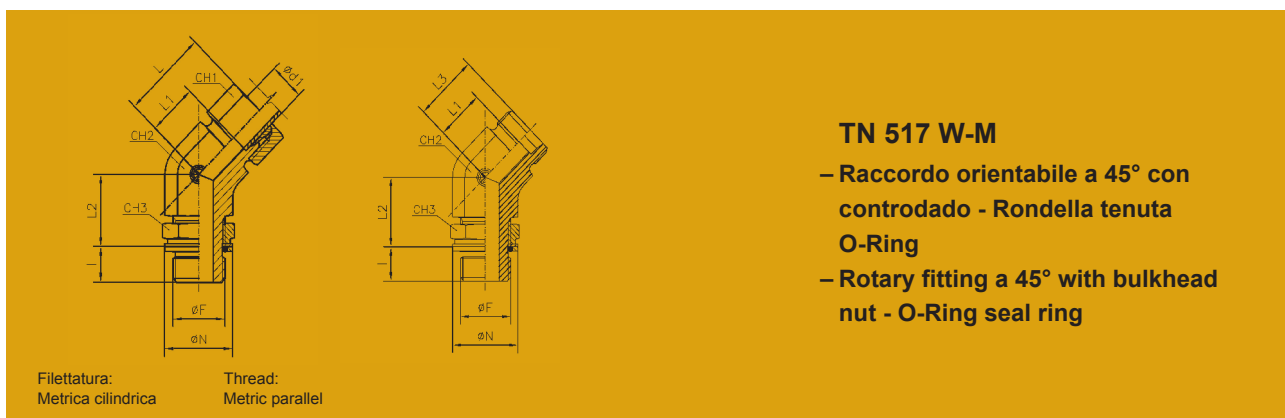 L
Ød1
CH1
L1
CH2
L2
CH3
I
ØF
ØN
L3
L1
CH2
L2
CH3
I
ØF
ØN
TN 517 W-M
– Raccordo orientabile a 45° con
controdado - Rondella tenuta
O-Ring
– Rotary fitting a 45° with bulkhead
nut - O-Ring seal ring
Filettatura:
Metrica cilindrica
Thread:
Metric parallel